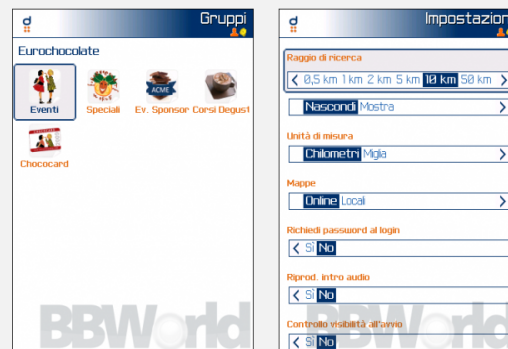 d
Gruppi
Eurochocolate
Eventi
Speciali
ACME
Ev. Sponsor
Corsi Degust
Chococard
BBWorld
d
Impostazion
Raggio di ricerca
0,5 km 1 km 2 km 5 km 10 km 50 km
Nascondi Mostra
Unità di misura
Chilometri Miglia
Mappe
Online Locali
Richiedi password al login
Sì No
Riprod. intro audio
Sì No
Controllo visibilità all'avvio
Sì No
BBWorld